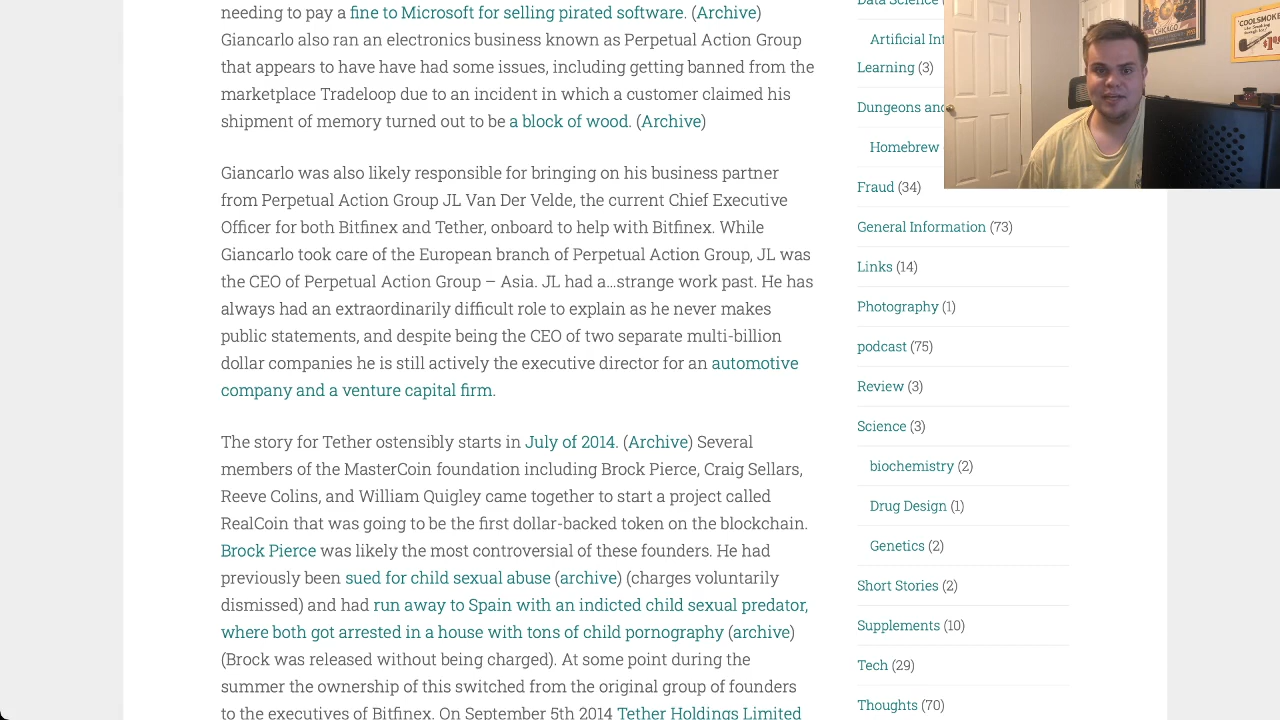 needing to pay a fine to Microsoft for selling pirated software. (Archive)
Giancarlo also ran an electronics business known as Perpetual Action Group
that appears to have have had some issues, including getting banned from the
marketplace Tradeloop due to an incident in which a customer claimed his
shipment of memory turned out to be a block of wood. (Archive)
Giancarlo was also likely responsible for bringing on his business partner
from Perpetual Action Group JL Van Der Velde, the current Chief Executive
Officer for both Bitfinex and Tether, onboard to help with Bitfinex. While
Giancarlo took care of the European branch of Perpetual Action Group, JL was
the CEO of Perpetual Action Group – Asia. JL had a…strange work past. He has
always had an extraordinarily difficult role to explain as he never makes
public statements, and despite being the CEO of two separate multi-billion
dollar companies he is still actively the executive director for an automotive
company and a venture capital firm.
The story for Tether ostensibly starts in July of 2014. (Archive) Several
members of the MasterCoin foundation including Brock Pierce, Craig Sellars,
Reeve Colins, and William Quigley came together to start a project called
RealCoin that was going to be the first dollar-backed token on the blockchain.
Brock Pierce was likely the most controversial of these founders. He had
previously been sued for child sexual abuse (archive) (charges voluntarily
dismissed) and had run away to Spain with an indicted child sexual predator,
where both got arrested in a house with tons of child pornography (archive)
(Brock was released without being charged). At some point during the
summer the ownership of this switched from the original group of founders
to the executives of Bitfinex. On September 5th 2014 Tether Holdings Limited
Data Science
Artificial Int
Learning (3)
Dungeons and
Homebrew
Fraud (34)
General Information (73)
Links (14)
Photography (1)
podcast (75)
Review (3)
Science (3)
biochemistry (2)
Drug Design (1)
Genetics (2)
Short Stories (2)
Supplements (10)
Tech (29)
Thoughts (70)
CHICAGO
"COOLSMOKE